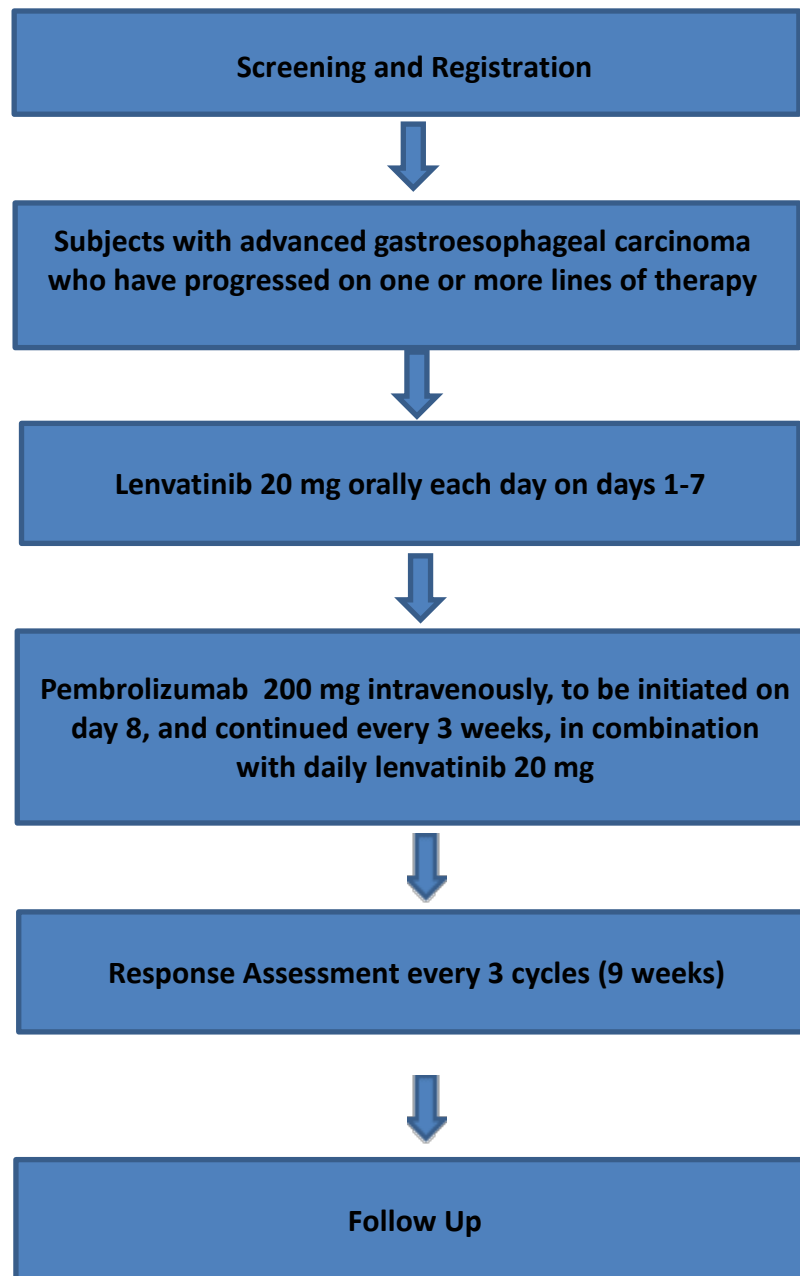 Screening and Registration
Subjects with advanced gastroesophageal carcinoma
who have progressed on one or more lines of therapy
Lenvatinib 20 mg orally each day on days 1-7
Pembrolizumab  200 mg intravenously, to be initiated on
day 8, and continued every 3 weeks, in combination
with daily lenvatinib 20 mg
Response Assessment every 3 cycles (9 weeks)
Follow Up